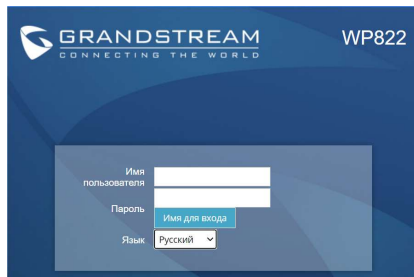 GRANDSTREAM
CONNECTING THE WORLD
WP822
Имя
пользователя
Пароль
Имя для входа
Язык
Русский